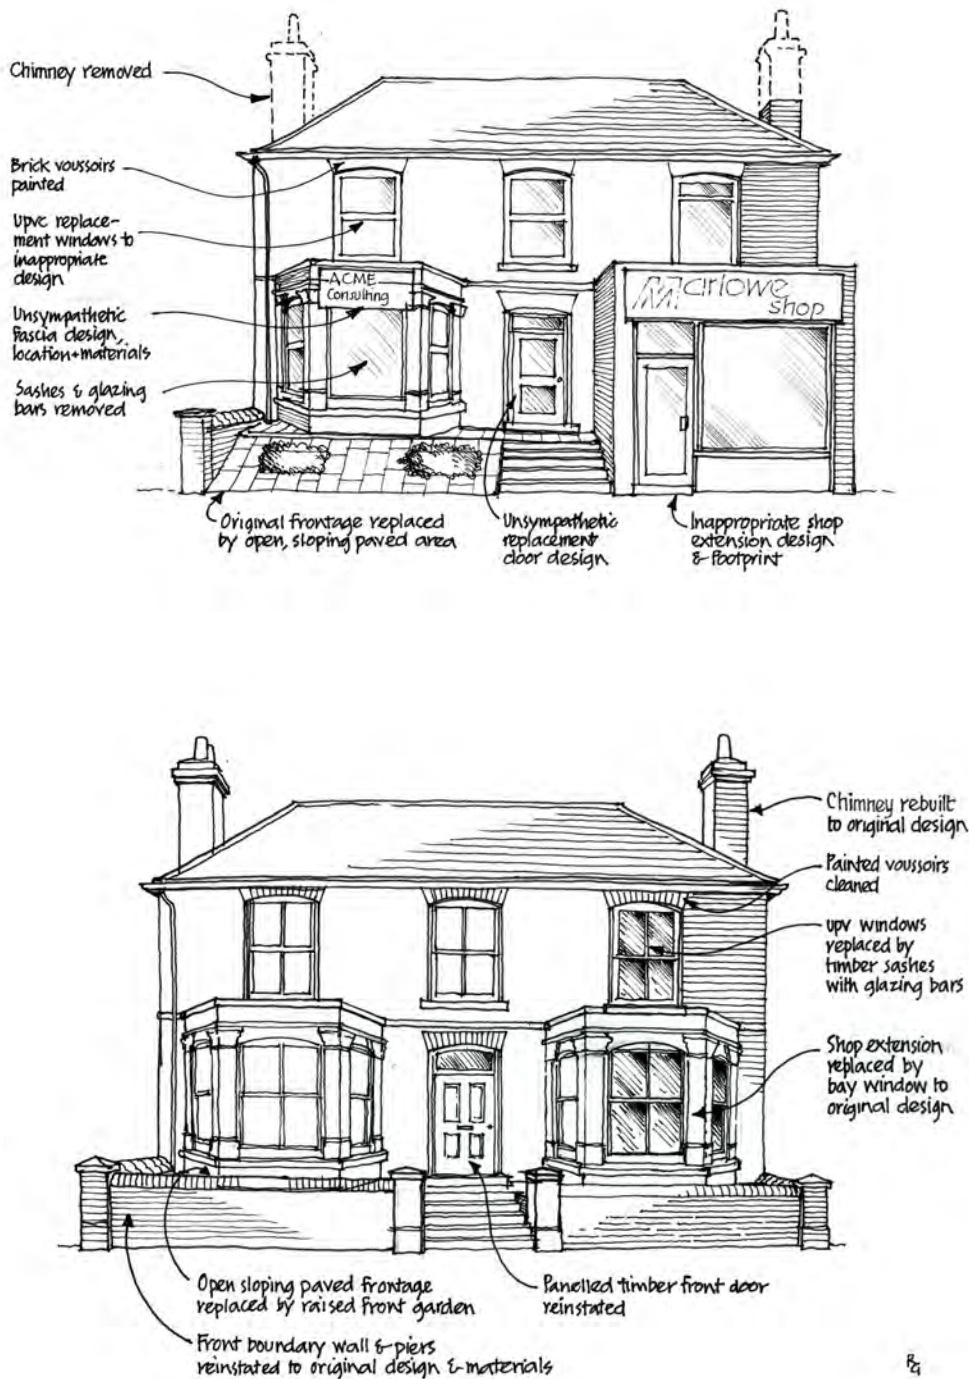 Chimney removed
Brick voussoirs
painted
Upvc replace-
ment windows to
inappropriate
design
Unsympathetic
fascia design,
location+materials
Sashes & glazing
bars removed
ACME
Consulting
Marlowe
shop
Original frontage replaced
by open, sloping paved area
Unsympathetic
replacement
door design
Inappropriate shop
extension design
& footprint
Chimney rebuilt
to original design
Painted voussoirs
cleaned
upv windows
replaced by
timber sashes
with glazing bars
Shop extension
replaced by
bay window to
original design
Open sloping paved frontage
replaced by raised front garden
Panelled timber front door
reinstated
Front boundary wall & piers
reinstated to original design & materials